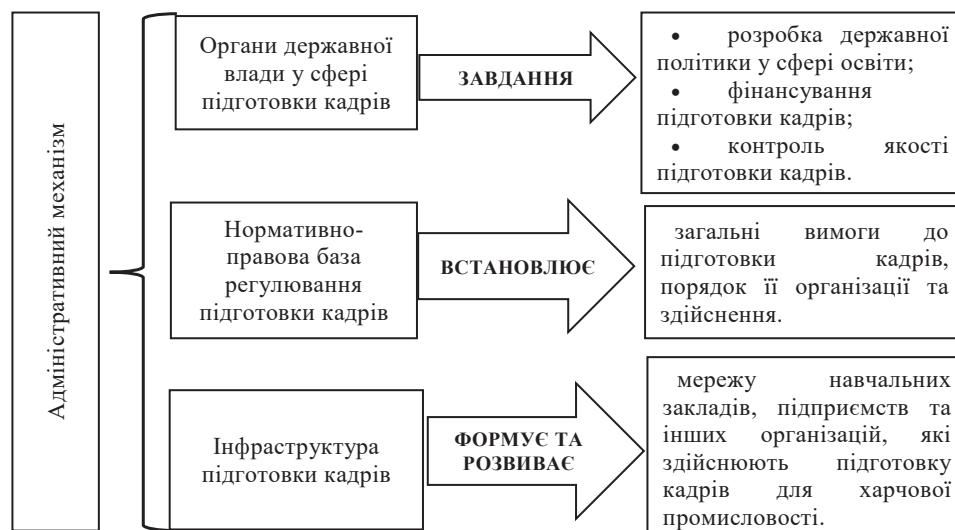 Адміністративний механізм
Органи державної
влади у сфері
підготовки кадрів
ЗАВДАННЯ
• розробка державної
політики у сфері освіти;
• фінансування
підготовки кадрів;
• контроль якості
підготовки кадрів.
Нормативно-
правова база
регулювання
підготовки кадрів
ВСТАНОВЛЮЄ
загальні вимоги до
підготовки кадрів,
порядок її організації та
здійснення.
Інфраструктура
підготовки кадрів
ФОРМУЄ ТА
РОЗВИВАЄ
мережу навчальних
закладів, підприємств та
інших організацій, які
здійснюють підготовку
кадрів для харчової
промисловості.